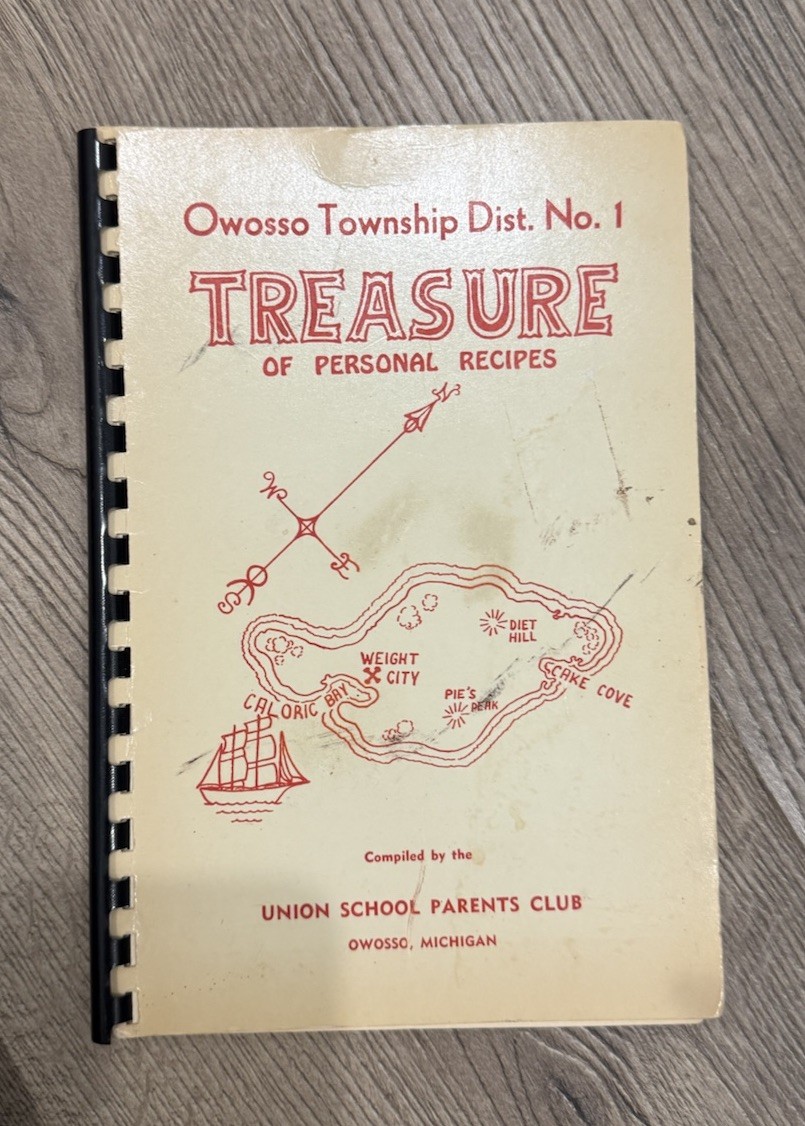 Owosso Township Dist. No. 1
TREASURE
OF PERSONAL RECIPES
N
W
E
S
DIET
HILL
WEIGHT
CITY
CAKE COVE
PIE'S
PEAK
CALORIC BAY
Compiled by the
UNION SCHOOL PARENTS CLUB
OWOSSO, MICHIGAN